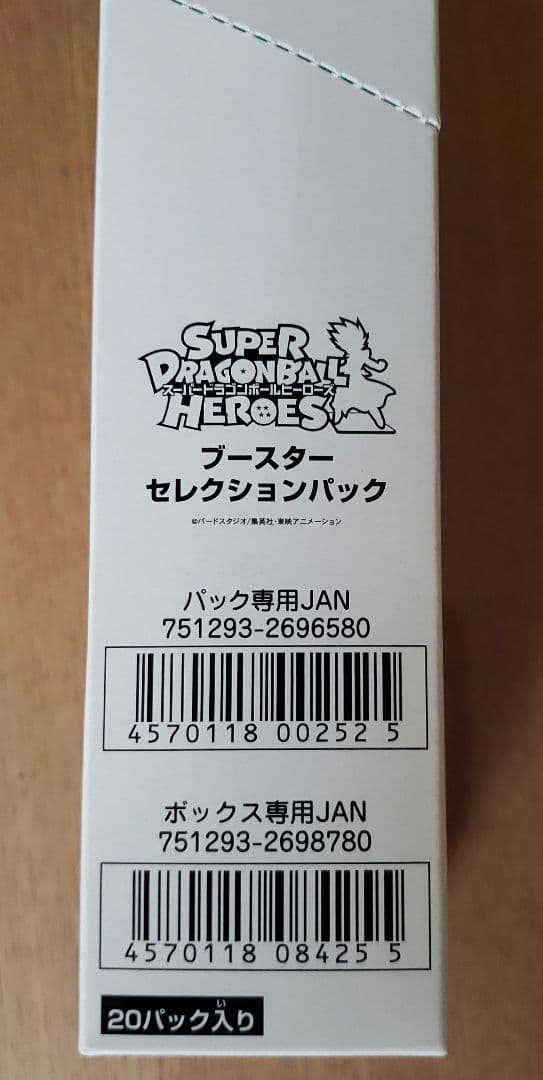 SUPER
DRAGONBALL
スーパードラゴンボールヒーローズ
HEROES
ブースター
セレクションパック
©バードスタジオ/集英社・東映アニメーション
パック専用JAN
751293-2696580
4570118 00252 5
ボックス専用JAN
751293-2698780
4570118 08425 5
い
20パック入り